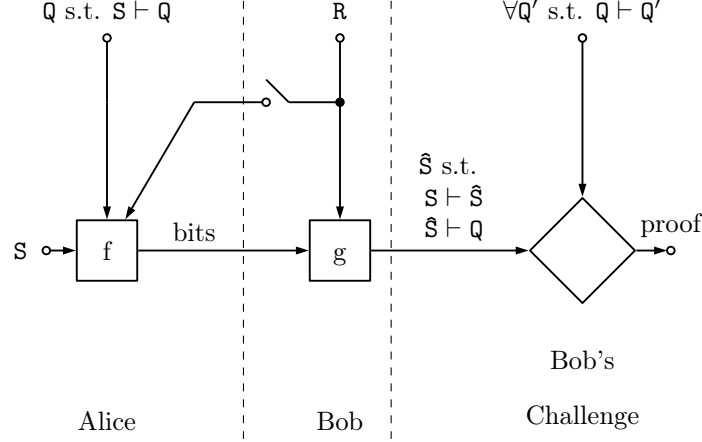 Q s.t. S ⊢ Q
R
∀Q′ s.t. Q ⊢ Q′
Ŝ s.t.
S ⊢ Ŝ
Ŝ ⊢ Q
S
f
bits
g
proof
Bob's
Challenge
Alice
Bob